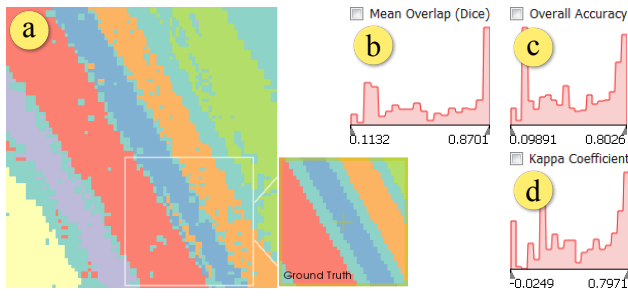 a
Ground Truth
Mean Overlap (Dice)
b
0.1132 0.8701
Overall Accuracy
c
0.09891 0.8026
Kappa Coefficient
d
-0.0249 0.7971